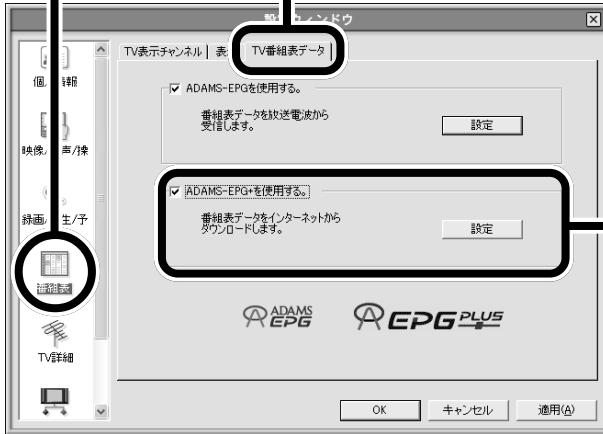 TV表示チャンネル
TV番組表データ
ADAMS-EPGを使用する。
番組表データを放送電波から
受信します。
設定
ADAMS-EPG+を使用する。
番組表データをインターネットから
ダウンロードします。
設定
番組表
TV詳細
ADAMS
EPG
EPG PLUS
OK
キャンセル
適用(A)